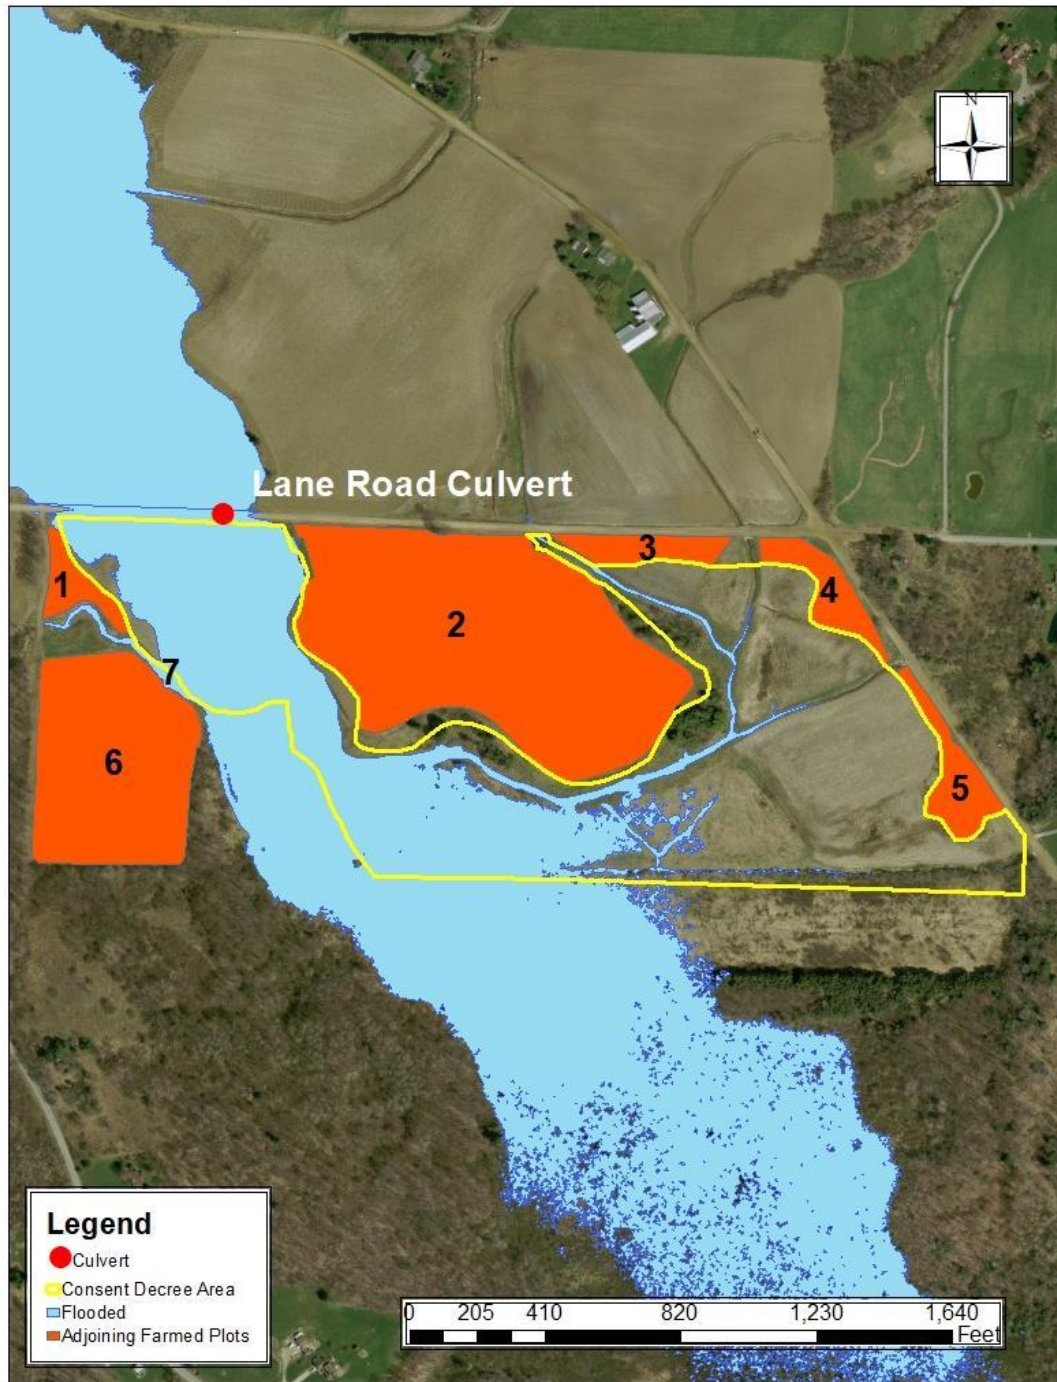 N
Lane Road Culvert
1
2
3
4
5
6
7
Legend
Culvert
Consent Decree Area
Flooded
Adjoining Farmed Plots
0 205 410 820 1,230 1,640
Feet